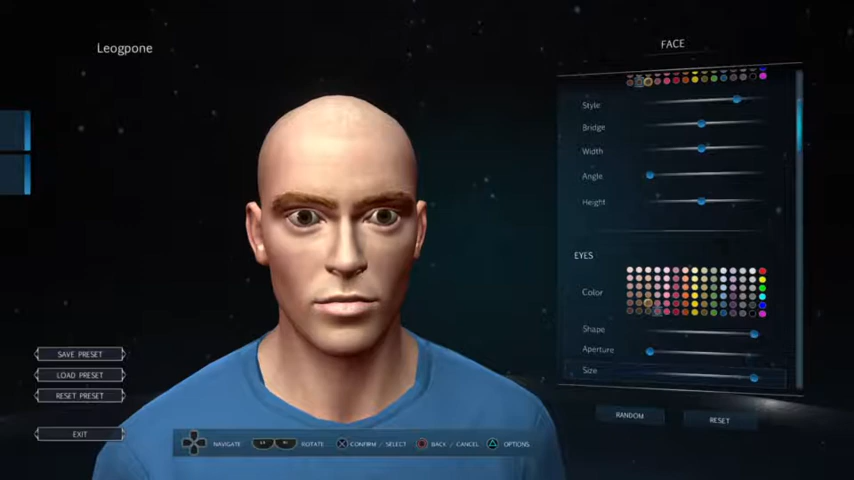 Leogpone
FACE
Style
Bridge
Width
Angle
Height
EYES
Color
Shape
Aperture
Size
SAVE PRESET
LOAD PRESET
RESET PRESET
EXIT
RANDOM
RESET
NAVIGATE
ROTATE
CONFIRM / SELECT
BACK / CANCEL
OPTIONS